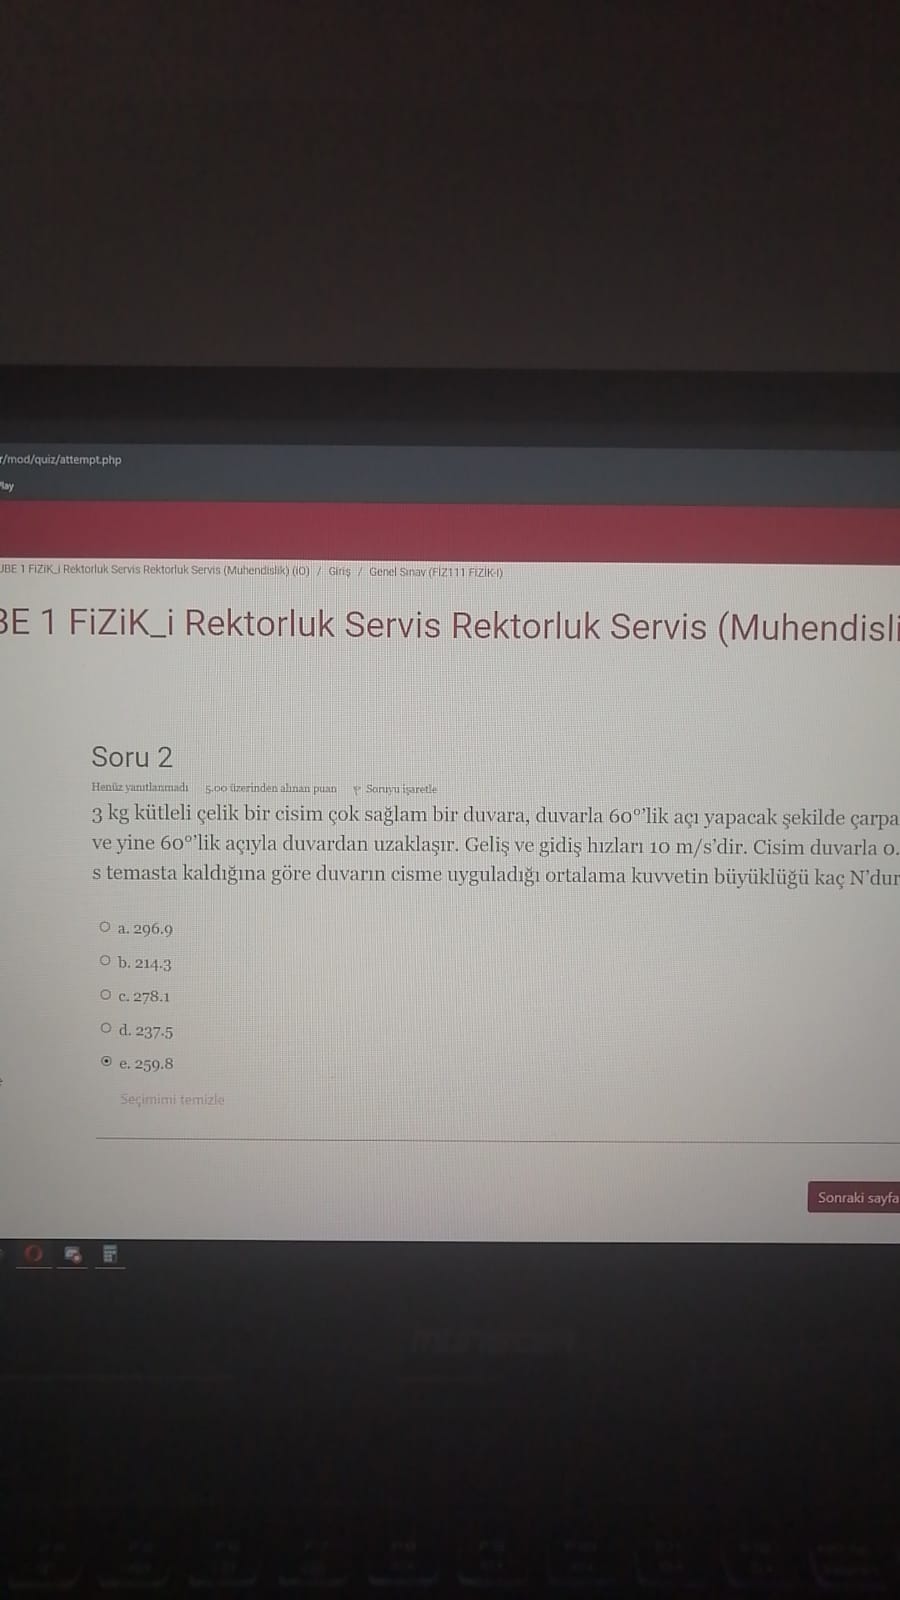 r/mod/quiz/attempt.php
Play
UBE 1 FiZiK_i Rektorluk Servis Rektorluk Servis (Muhendislik) (iO) / Giriş / Genel Sınav (FİZ111 FİZİK-I)
BE 1 FiZiK_i Rektorluk Servis Rektorluk Servis (Muhendisli
Soru 2
Henüz yanıtlanmadı 5,00 üzerinden alınan puan Soruyu işaretle
3 kg kütleli çelik bir cisim çok sağlam bir duvara, duvarla 60°'lik açı yapacak şekilde çarpa
ve yine 60°'lik açıyla duvardan uzaklaşır. Geliş ve gidiş hızları 10 m/s'dir. Cisim duvarla 0.
s temasta kaldığına göre duvarın cisme uyguladığı ortalama kuvvetin büyüklüğü kaç N'dur
a. 296.9
b. 214.3
c. 278.1
d. 237.5
e. 259.8
Seçimimi temizle
Sonraki sayfa